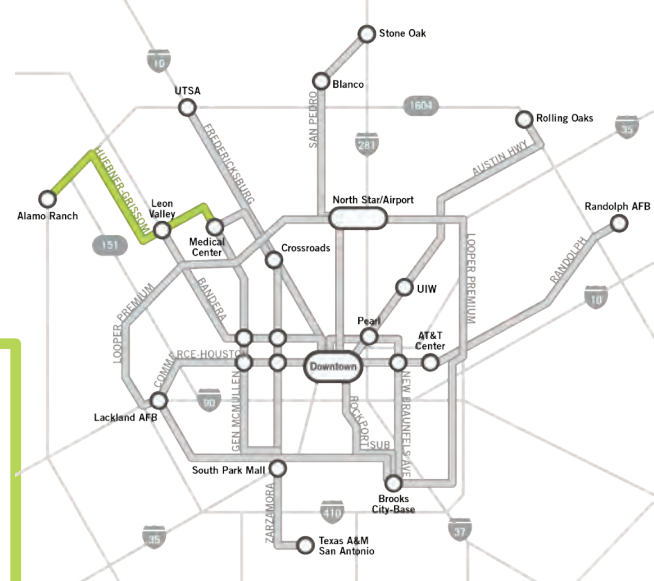 Stone Oak
10
Blanco
UTSA
1604
SAN PEDRO
Rolling Oaks
FREDERICKSBURG
35
281
AUSTIN HWY
HUEBNER-GRISSOM
Leon
Valley
North Star/Airport
Randolph AFB
Alamo Ranch
Medical
Center
151
Crossroads
LOOPER PREMIUM
RANDOLPH
UIW
10
BANDERA
LOOPER PREMIUM
Pearl
AT&T
Center
COMMERCE-HOUSTON
Downtown
90
GEN MCMULLEN
ROCKPORT
NEW BRAUNFELS AVE
Lackland AFB
SUB
South Park Mall
Brooks
City-Base
ZARZAMORA
410
37
35
Texas A&M
San Antonio